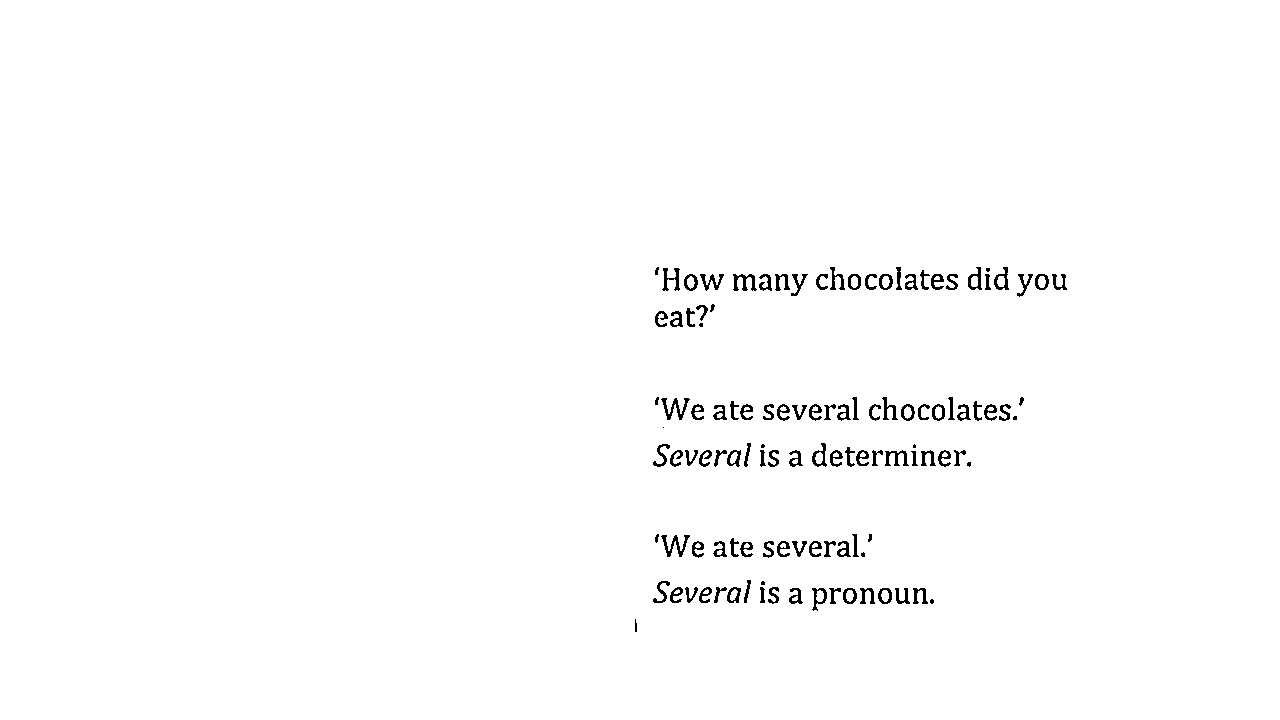 ‘How many chocolates did you
eat?’
‘We ate several chocolates.’
Several is a determiner.
‘We ate several.’
Several is a pronoun.